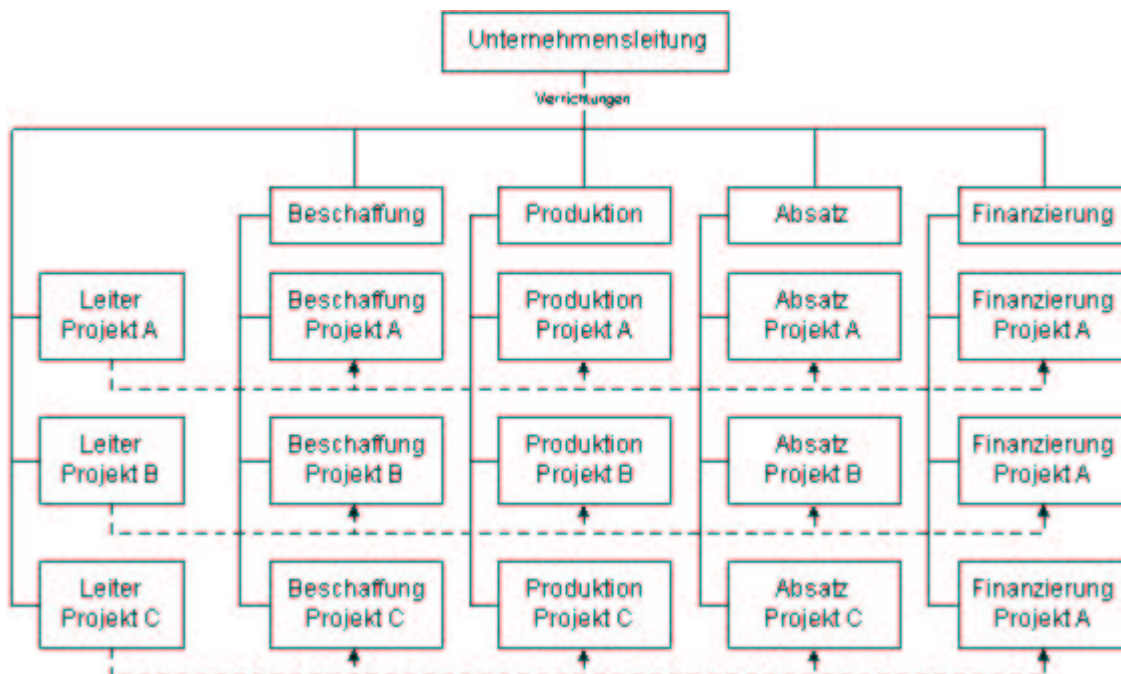 Unternehmensleitung
Verrichtungen
Beschaffung
Produktion
Absatz
Finanzierung
Leiter
Projekt A
Beschaffung
Projekt A
Produktion
Projekt A
Absatz
Projekt A
Finanzierung
Projekt A
Leiter
Projekt B
Beschaffung
Projekt B
Produktion
Projekt B
Absatz
Projekt B
Finanzierung
Projekt A
Leiter
Projekt C
Beschaffung
Projekt C
Produktion
Projekt C
Absatz
Projekt C
Finanzierung
Projekt A